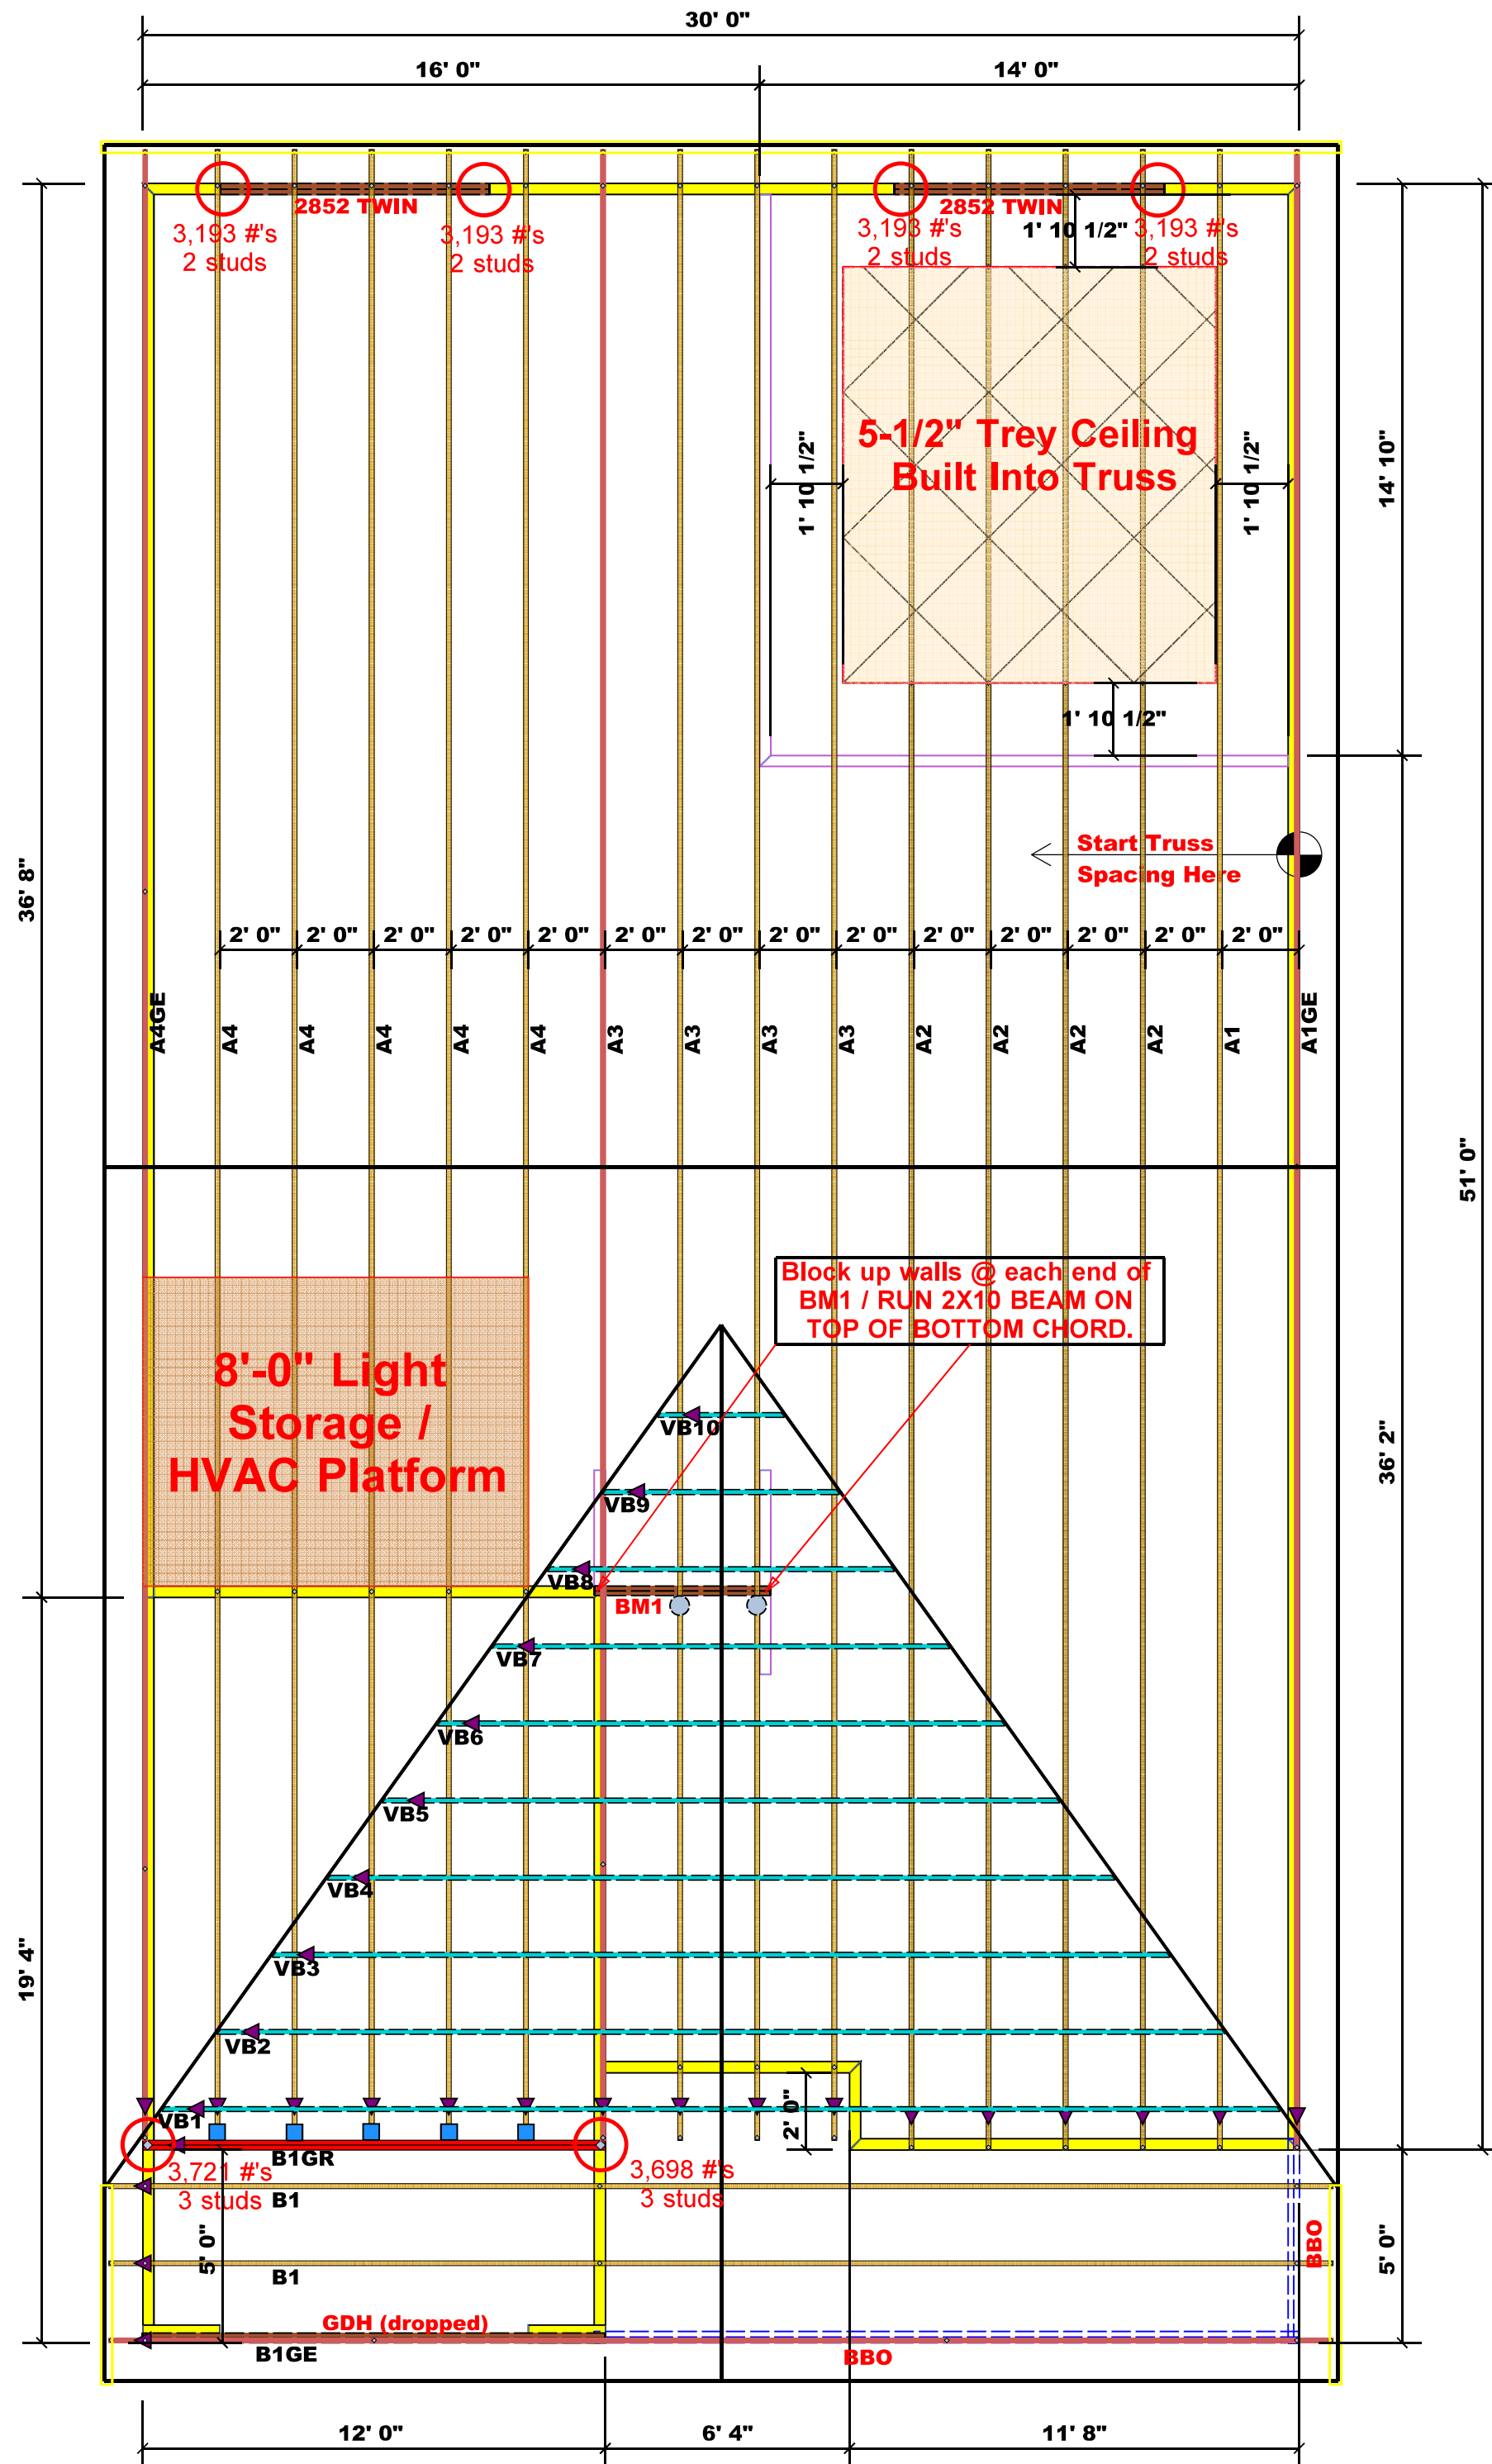 30' 0"
16' 0"
14' 0"
2852 TWIN
2852 TWIN
3,193 #'s
2 studs
3,193 #'s
2 studs
3,193 #'s
2 studs
1' 10 1/2"
3,193 #'s
2 studs
5-1/2" Trey Ceiling
Built Into Truss
1' 10 1/2"
1' 10 1/2"
14' 10"
1' 10 1/2"
36' 8"
Start Truss
Spacing Here
2' 0"
2' 0"
2' 0"
2' 0"
2' 0"
2' 0"
2' 0"
2' 0"
2' 0"
2' 0"
2' 0"
2' 0"
2' 0"
2' 0"
A4GE
A4
A4
A4
A4
A4
A3
A3
A3
A3
A2
A2
A2
A2
A1
A1GE
51' 0"
Block up walls @ each end of
BM1 / RUN 2X10 BEAM ON
TOP OF BOTTOM CHORD.
8'-0" Light
Storage /
HVAC Platform
VB10
36' 2"
VB9
VB8
BM1
VB7
VB6
VB5
VB4
19' 4"
VB3
VB2
VB1
2' 0"
B1GR
3,721 #'s
3 studs
3,698 #'s
3 studs
B1
5' 0"
BBO
5' 0"
B1
GDH (dropped)
B1GE
BBO
12' 0"
6' 4"
11' 8"